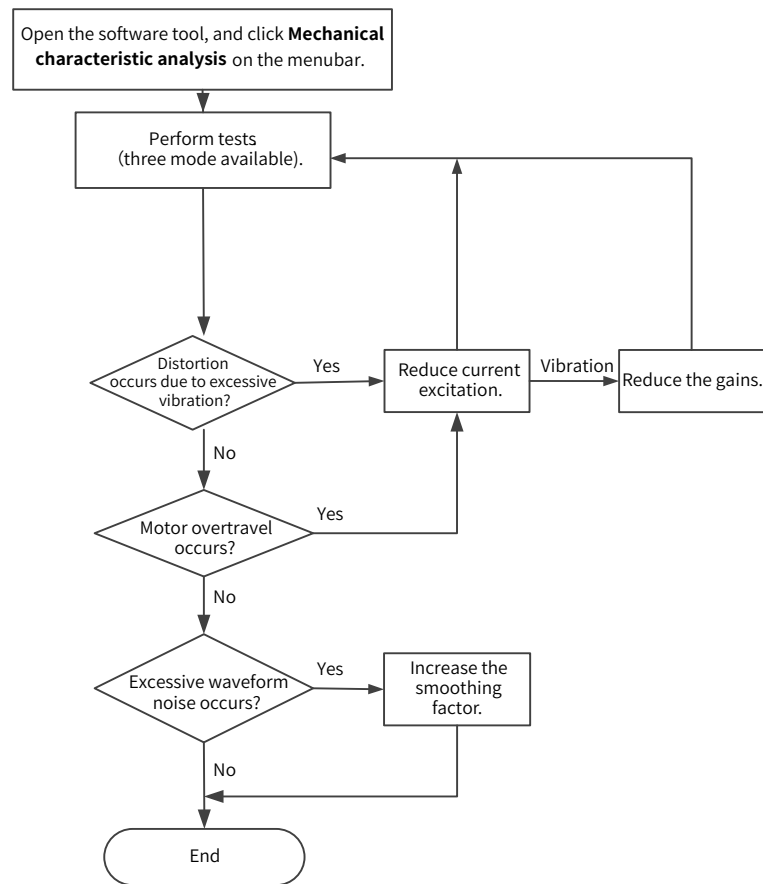 Open the software tool, and click Mechanical
characteristic analysis on the menubar.
Perform tests
(three mode available).
Distortion
occurs due to excessive
vibration?
Yes
Reduce current
excitation.
Vibration
Reduce the gains.
No
Motor overtravel
occurs?
Yes
No
Excessive waveform
noise occurs?
Yes
Increase the
smoothing
factor.
No
End